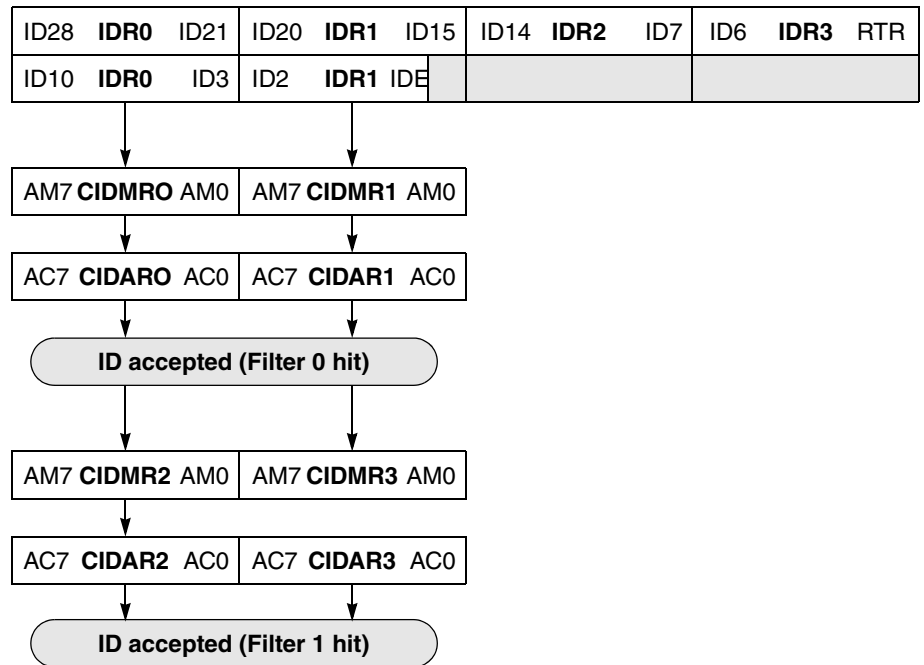 ID28 IDR0 ID21 ID20 IDR1 ID15 ID14 IDR2 ID7 ID6 IDR3 RTR
ID10 IDR0 ID3 ID2 IDR1 IDE
AM7 CIDMRO AM0 AM7 CIDMR1 AM0
AC7 CIDARO AC0 AC7 CIDAR1 AC0
ID accepted (Filter 0 hit)
AM7 CIDMR2 AM0 AM7 CIDMR3 AM0
AC7 CIDAR2 AC0 AC7 CIDAR3 AC0
ID accepted (Filter 1 hit)